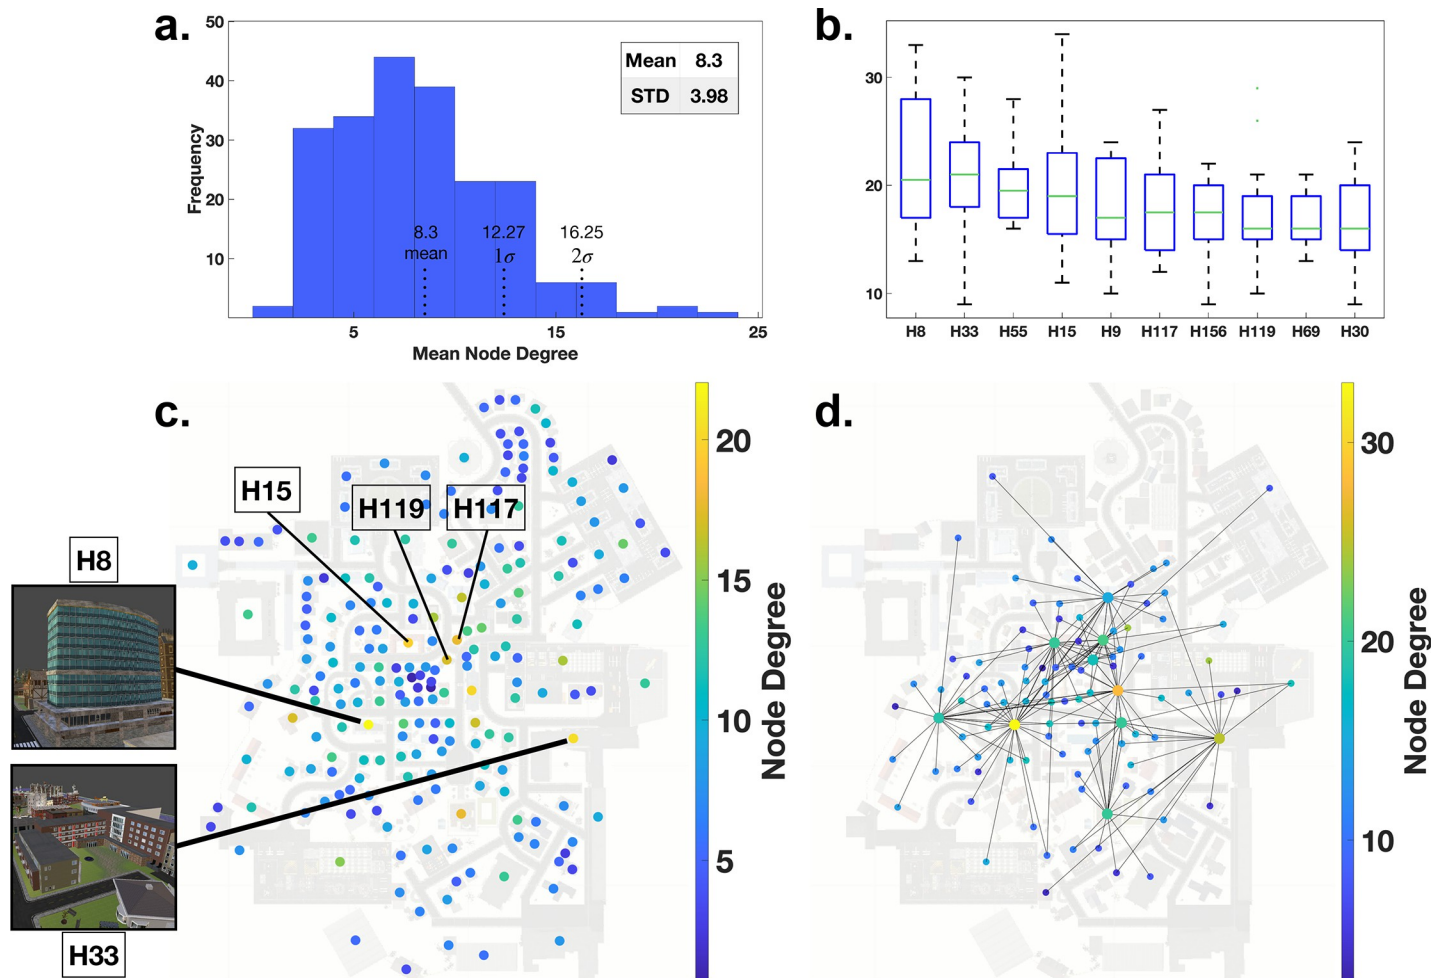 a.
50
40
30
20
10
Frequency
Mean 8.3
STD 3.98
8.3
mean
12.27
1σ
16.25
2σ
5 15 25
Mean Node Degree
b.
30
20
10
H8 H33 H55 H15 H9 H117 H156 H119 H69 H30
c.
H15
H119
H117
H8
H33
20
15
10
5
Node Degree
d.
30
20
10
Node Degree